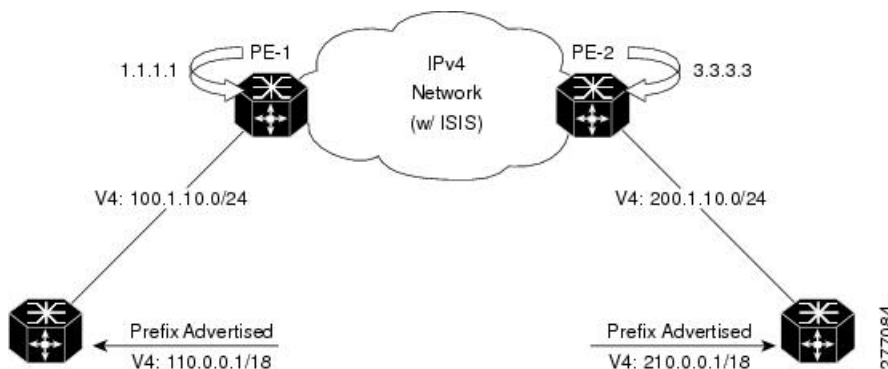 PE-1
1.1.1.1
IPv4
Network
(w/ ISIS)
PE-2
3.3.3.3
V4: 100.1.10.0/24
V4: 200.1.10.0/24
Prefix Advertised
V4: 110.0.0.1/18
Prefix Advertised
V4: 210.0.0.1/18
277084